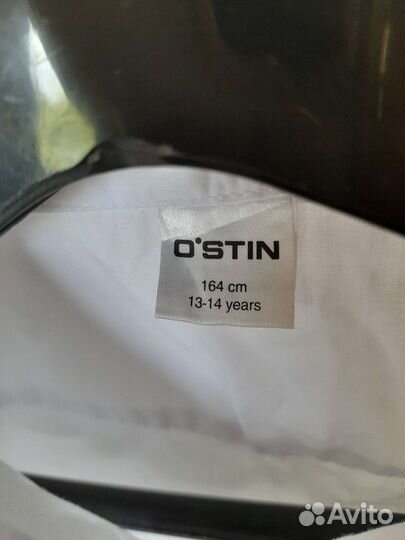 O'STIN
164 cm
13-14 years
Avito